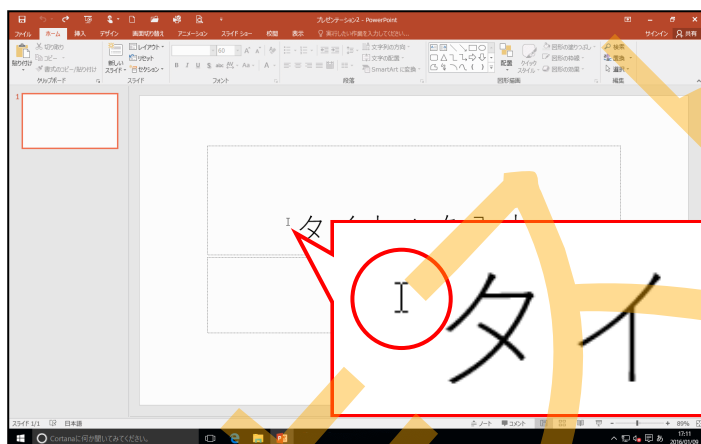 プレゼンテーション2 - PowerPoint
ファイル ホーム 挿入 デザイン 画面切り替え アニメーション スライド ショー 校閲 表示 実行したい作業を入力してください... サインイン 共有
切り取り
コピー
書式のコピー/貼り付け
貼り付け
新しい
スライド
レイアウト
リセット
セクション
60
B I U S abc AV Aa A
文字列の方向
文字の配置
SmartArt に変換
配置
クイック
スタイル
図形の塗りつぶし
図形の枠線
図形の効果
検索
置換
選択
クリップボード スライド フォント 段落 図形描画 編集
1
タイ
スライド 1/1 日本語 ノート コメント 89%
Cortanaに何か聞いてみてください。
17:11
2016/01/09